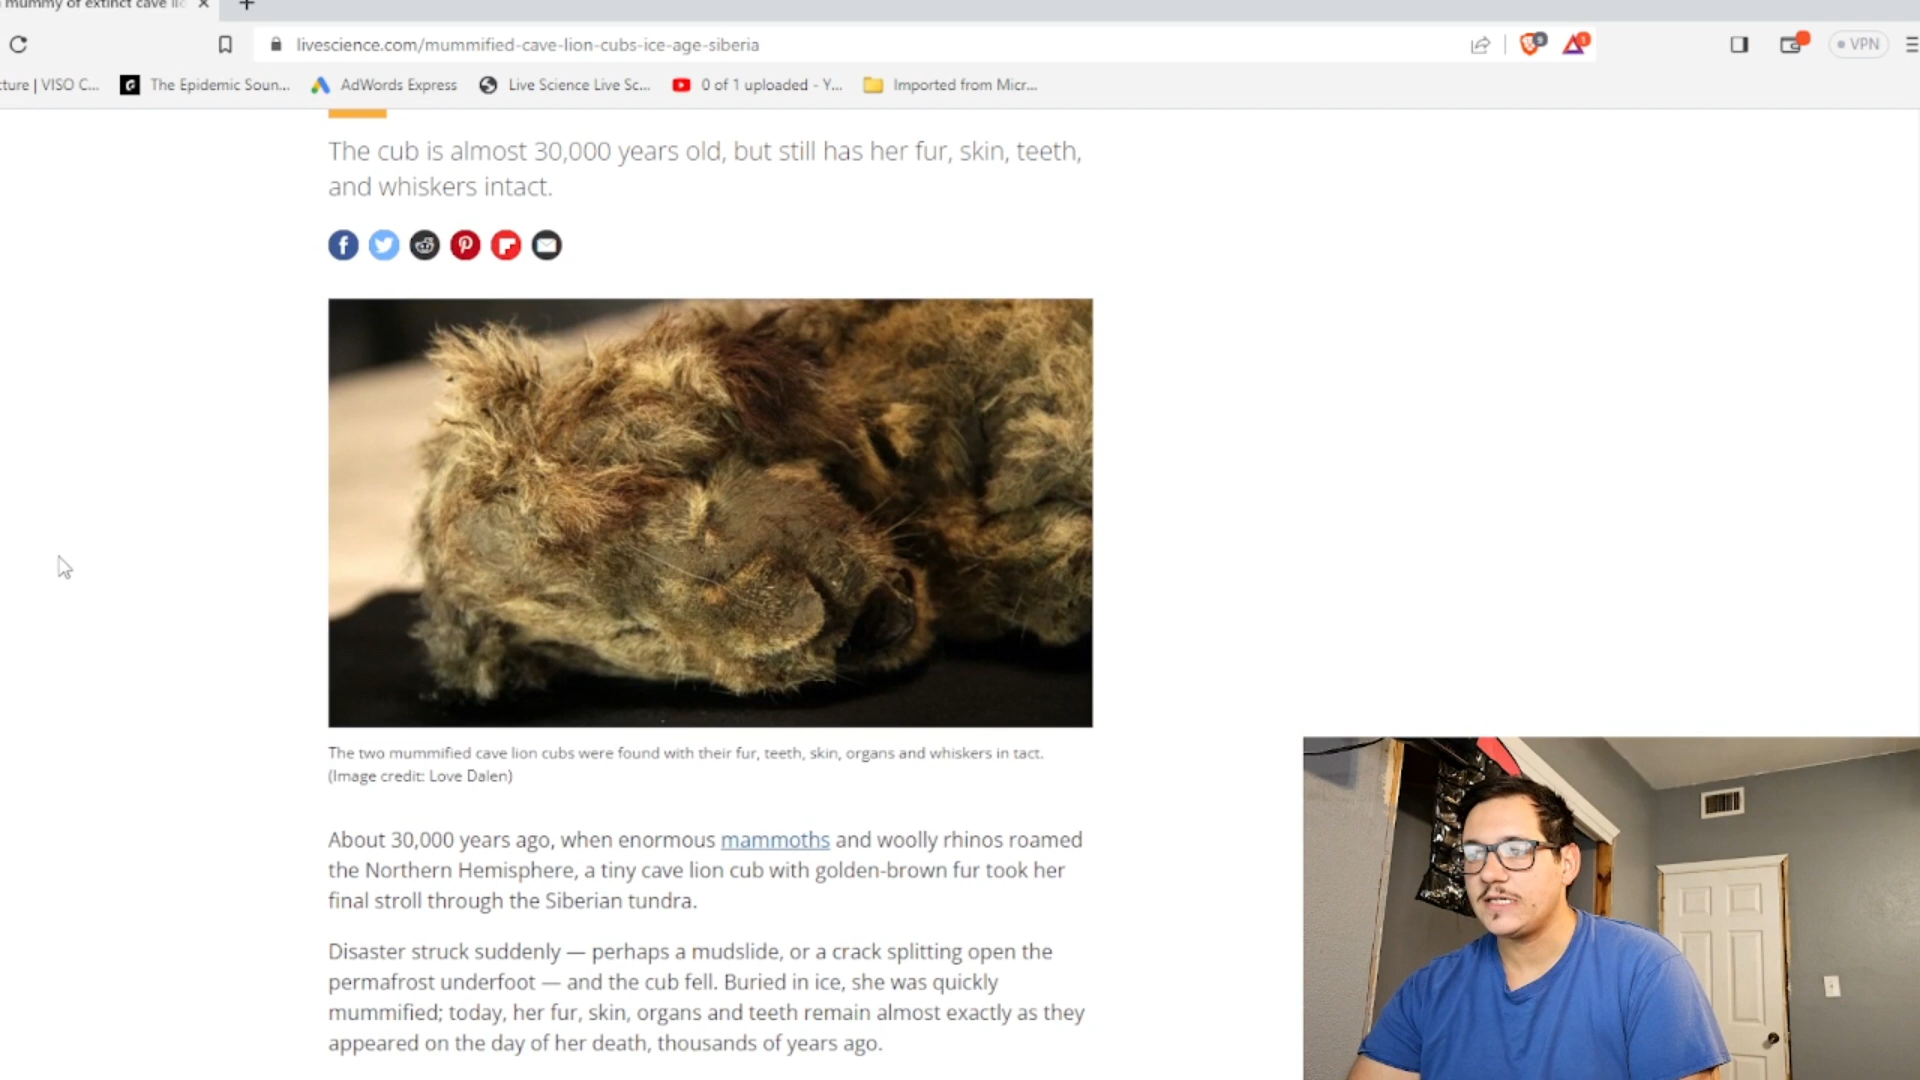 mummy of extinct cave
livescience.com/mummified-cave-lion-cubs-ice-age-siberia
VPN
cture | VISO C...
The Epidemic Soun...
AdWords Express
Live Science Live Sc...
0 of 1 uploaded - Y...
Imported from Micr...
The cub is almost 30,000 years old, but still has her fur, skin, teeth,
and whiskers intact.
The two mummified cave lion cubs were found with their fur, teeth, skin, organs and whiskers in tact.
(Image credit: Love Dalen)
About 30,000 years ago, when enormous mammoths and woolly rhinos roamed
the Northern Hemisphere, a tiny cave lion cub with golden-brown fur took her
final stroll through the Siberian tundra.
Disaster struck suddenly — perhaps a mudslide, or a crack splitting open the
permafrost underfoot — and the cub fell. Buried in ice, she was quickly
mummified; today, her fur, skin, organs and teeth remain almost exactly as they
appeared on the day of her death, thousands of years ago.